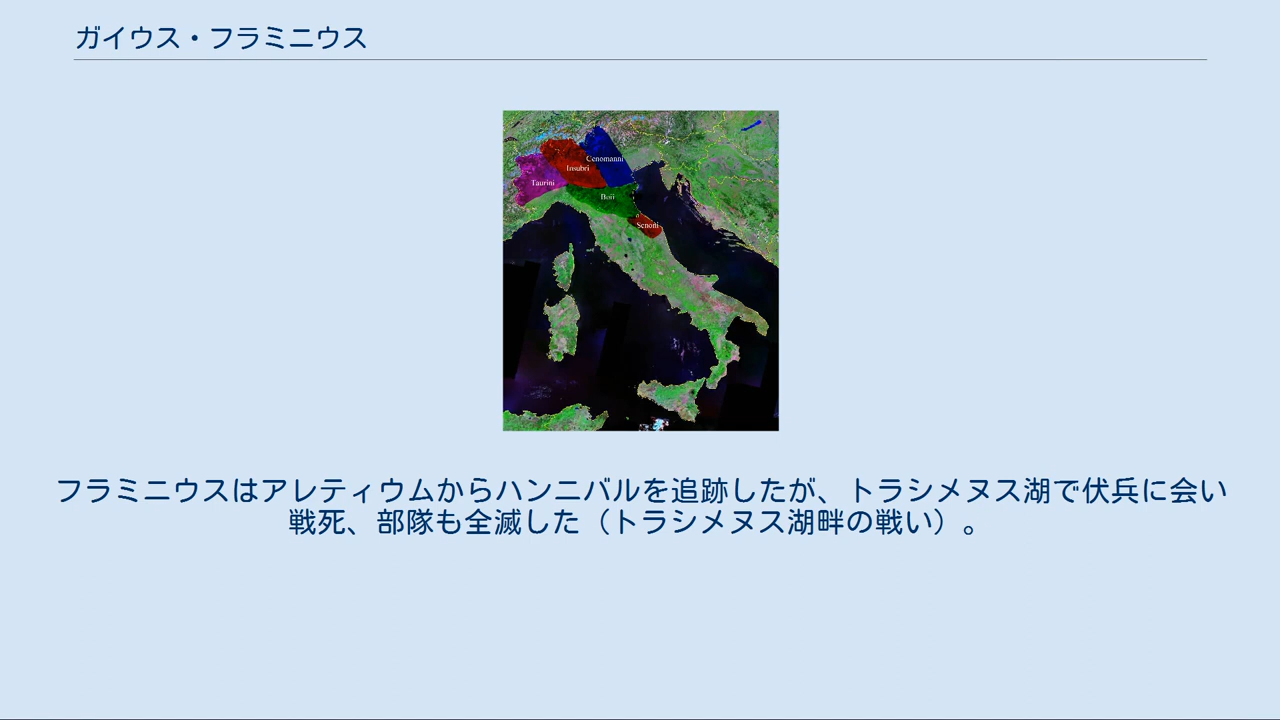 ガイウス・フラミニウス
Cenomanni
Insubri
Taurini
Boii
Senoni
フラミニウスはアレティウムからハンニバルを追跡したが、トラシメヌス湖で伏兵に会い
戦死、部隊も全滅した（トラシメヌス湖畔の戦い）。